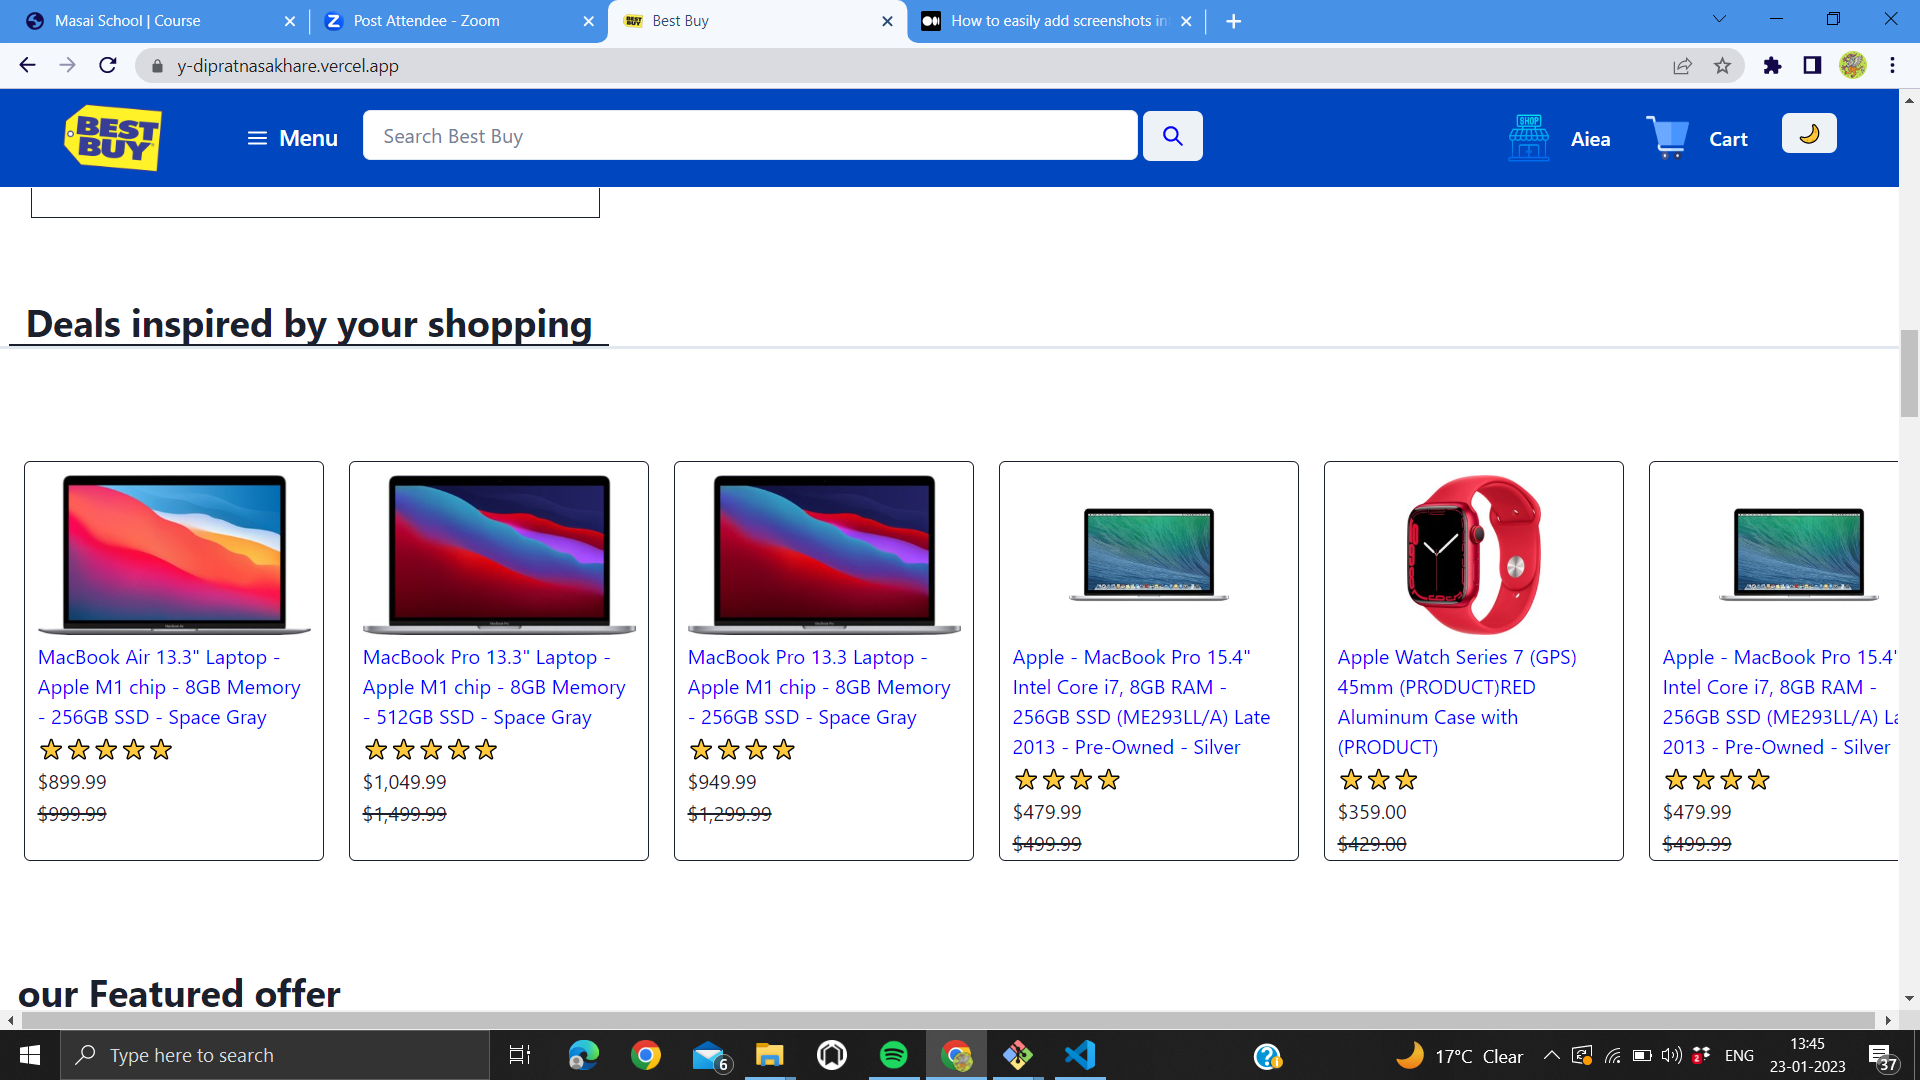 Masai School | Course
Post Attendee - Zoom
Best Buy
How to easily add screenshots in
y-dipratnasakhare.vercel.app
BEST BUY
Menu
Search Best Buy
SHOP
Aiea
Cart
Deals inspired by your shopping
MacBook Air 13.3" Laptop -
Apple M1 chip - 8GB Memory
- 256GB SSD - Space Gray
$899.99
$999.99
MacBook Pro 13.3" Laptop -
Apple M1 chip - 8GB Memory
- 512GB SSD - Space Gray
$1,049.99
$1,499.99
MacBook Pro 13.3 Laptop -
Apple M1 chip - 8GB Memory
- 256GB SSD - Space Gray
$949.99
$1,299.99
Apple - MacBook Pro 15.4"
Intel Core i7, 8GB RAM -
256GB SSD (ME293LL/A) Late
2013 - Pre-Owned - Silver
$479.99
$499.99
Apple Watch Series 7 (GPS)
45mm (PRODUCT)RED
Aluminum Case with
(PRODUCT)
$359.00
$429.00
Apple - MacBook Pro 15.4"
Intel Core i7, 8GB RAM -
256GB SSD (ME293LL/A) La
2013 - Pre-Owned - Silver
$479.99
$499.99
our Featured offer
Type here to search
6
17°C Clear
2
ENG
13:45
23-01-2023
37